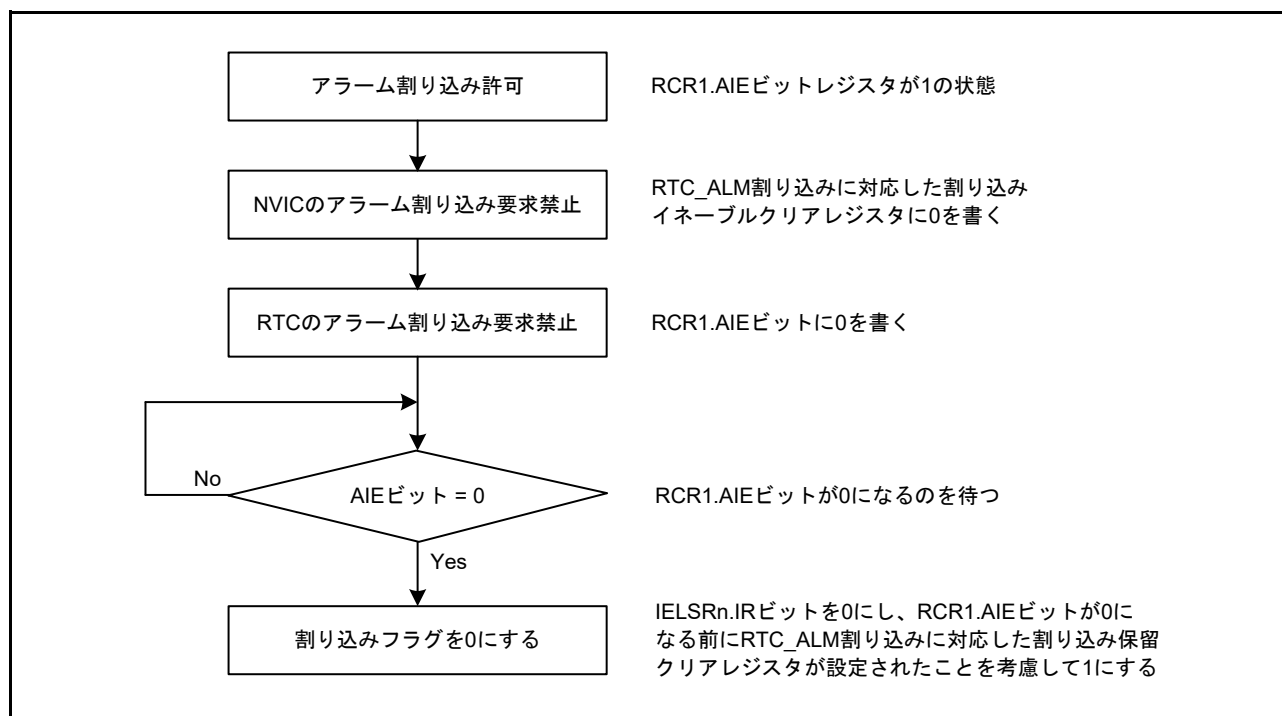 アラーム割り込み許可
RCR1.AIEビットレジスタが1の状態
NVICのアラーム割り込み要求禁止
RTC_ALM割り込みに対応した割り込み
イネーブルクリアレジスタに0を書く
RTCのアラーム割り込み要求禁止
RCR1.AIEビットに0を書く
No
AIEビット = 0
RCR1.AIEビットが0になるのを待つ
Yes
割り込みフラグを0にする
IELSRn.IRビットを0にし、RCR1.AIEビットが0に
なる前にRTC_ALM割り込みに対応した割り込み保留
クリアレジスタが設定されたことを考慮して1にする